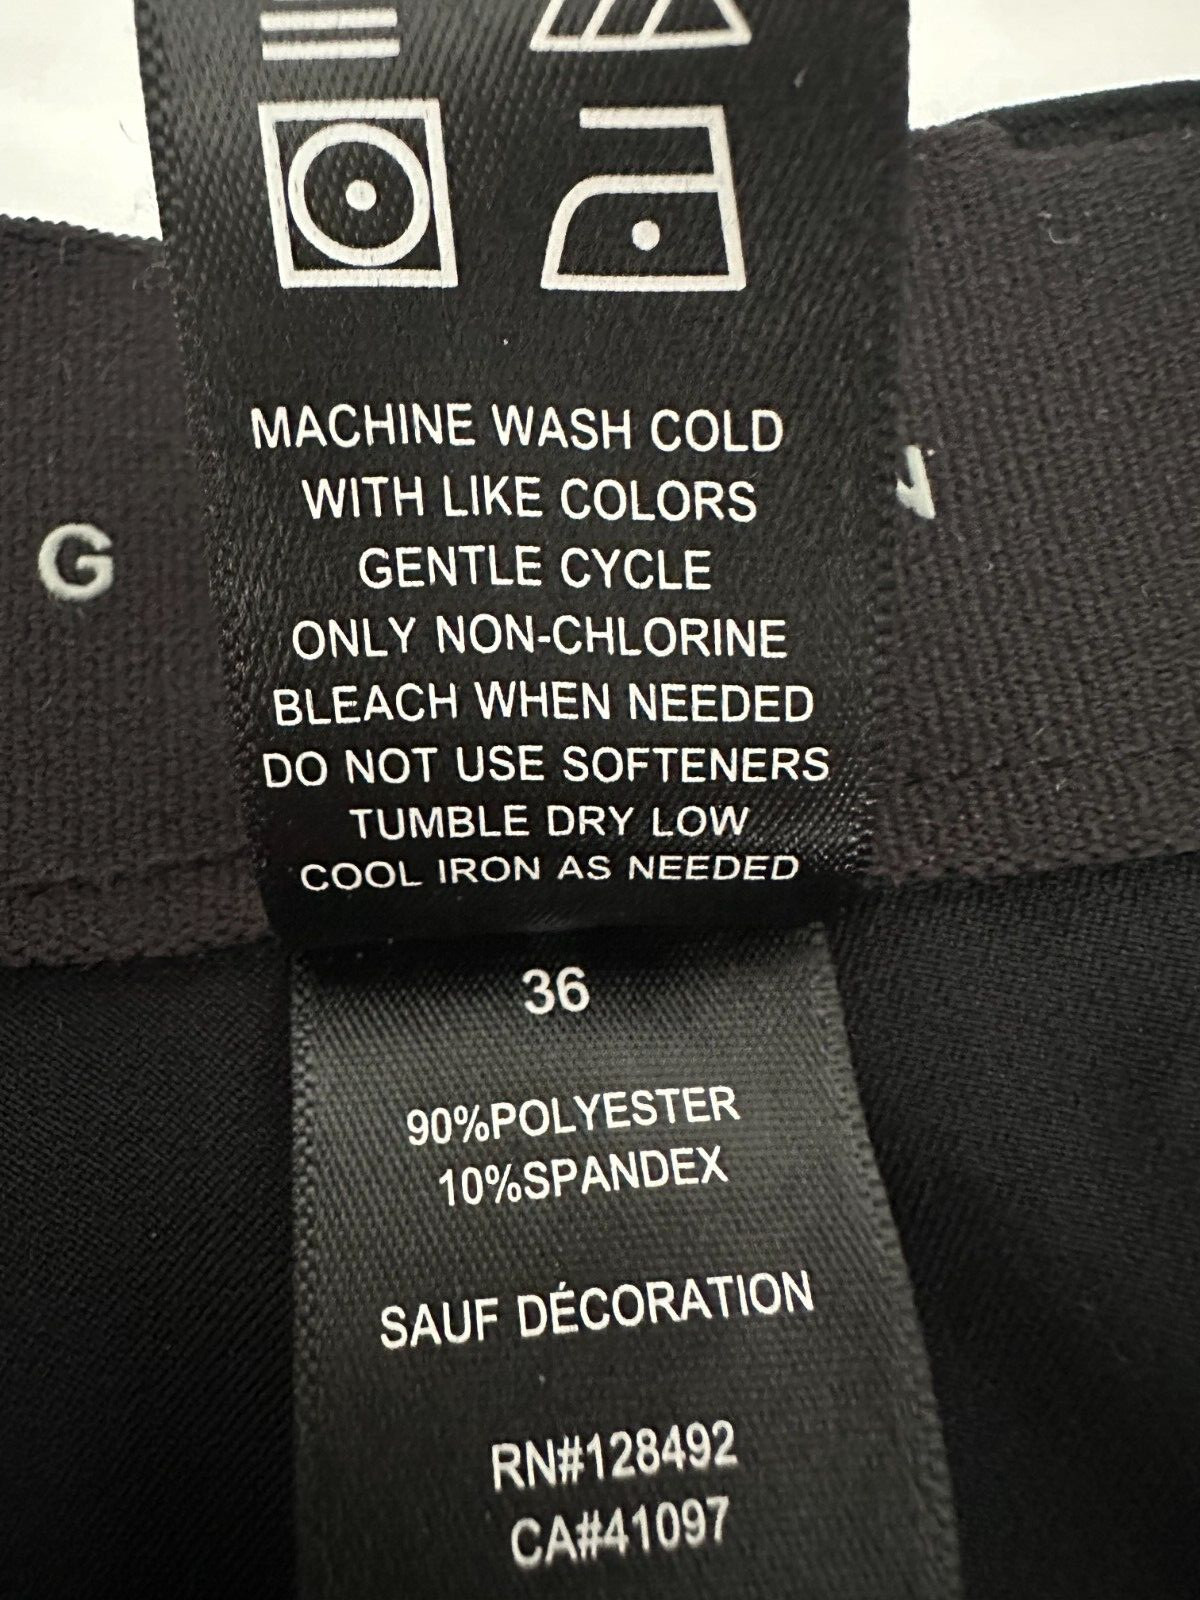 MACHINE WASH COLD
WITH LIKE COLORS
GENTLE CYCLE
ONLY NON-CHLORINE
BLEACH WHEN NEEDED
DO NOT USE SOFTENERS
TUMBLE DRY LOW
COOL IRON AS NEEDED
G
36
90%POLYESTER
10%SPANDEX
SAUF DÉCORATION
RN#128492
CA#41097